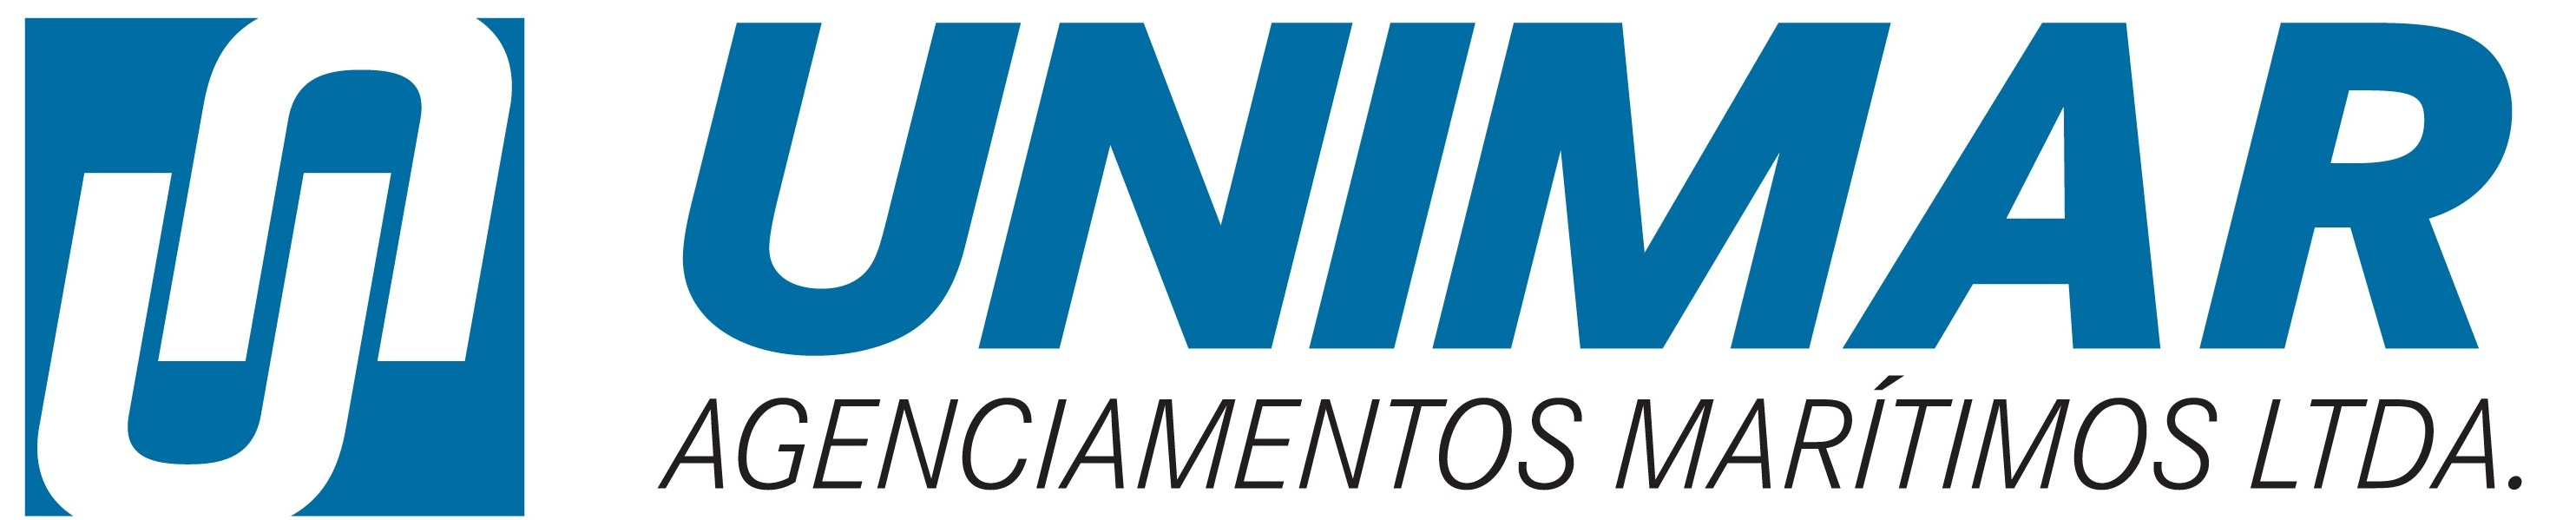 UNIMAR
AGENCIAMENTOS MARÍTIMOS LTDA.